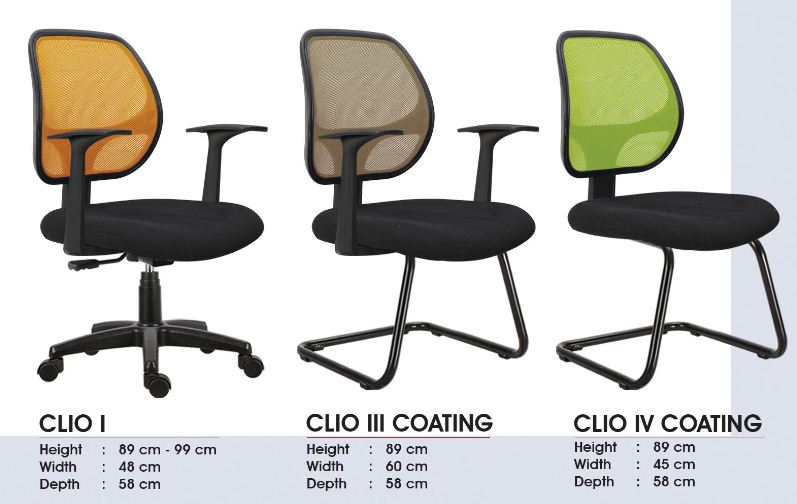 CLIO I
Height : 89 cm - 99 cm
Width : 48 cm
Depth : 58 cm
CLIO III COATING
Height : 89 cm
Width : 60 cm
Depth : 58 cm
CLIO IV COATING
Height : 89 cm
Width : 45 cm
Depth : 58 cm